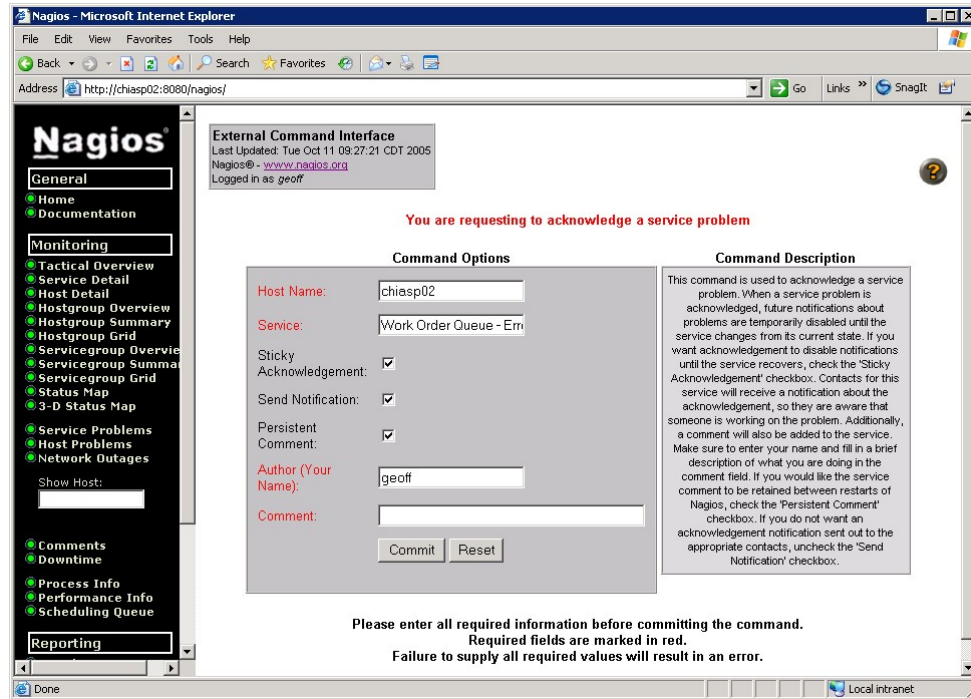 Nagios - Microsoft Internet Explorer
File Edit View Favorites Tools Help
Back Search Favorites
Address http://chiasp02:8080/nagios/ Go Links » SnagIt
Nagios®
General
Home
Documentation
Monitoring
Tactical Overview
Service Detail
Host Detail
Hostgroup Overview
Hostgroup Summary
Hostgroup Grid
Servicegroup Overvie
Servicegroup Summa
Servicegroup Grid
Status Map
3-D Status Map
Service Problems
Host Problems
Network Outages
Show Host:
Comments
Downtime
Process Info
Performance Info
Scheduling Queue
Reporting
External Command Interface
Last Updated: Tue Oct 11 09:27:21 CDT 2005
Nagios® - www.nagios.org
Logged in as geoff
?
You are requesting to acknowledge a service problem
Command Options
Host Name: chiasp02
Service: Work Order Queue - Erro
Sticky
Acknowledgement:
Send Notification:
Persistent
Comment:
Author (Your
Name): geoff
Comment:
Commit Reset
Command Description
This command is used to acknowledge a service
problem. When a service problem is
acknowledged, future notifications about
problems are temporarily disabled until the
service changes from its current state. If you
want acknowledgement to disable notifications
until the service recovers, check the 'Sticky
Acknowledgement' checkbox. Contacts for this
service will receive a notification about the
acknowledgement, so they are aware that
someone is working on the problem. Additionally,
a comment will also be added to the service.
Make sure to enter your name and fill in a brief
description of what you are doing in the
comment field. If you would like the service
comment to be retained between restarts of
Nagios, check the 'Persistent Comment'
checkbox. If you do not want an
acknowledgement notification sent out to the
appropriate contacts, uncheck the 'Send
Notification' checkbox.
Please enter all required information before committing the command.
Required fields are marked in red.
Failure to supply all required values will result in an error.
Done
Local intranet